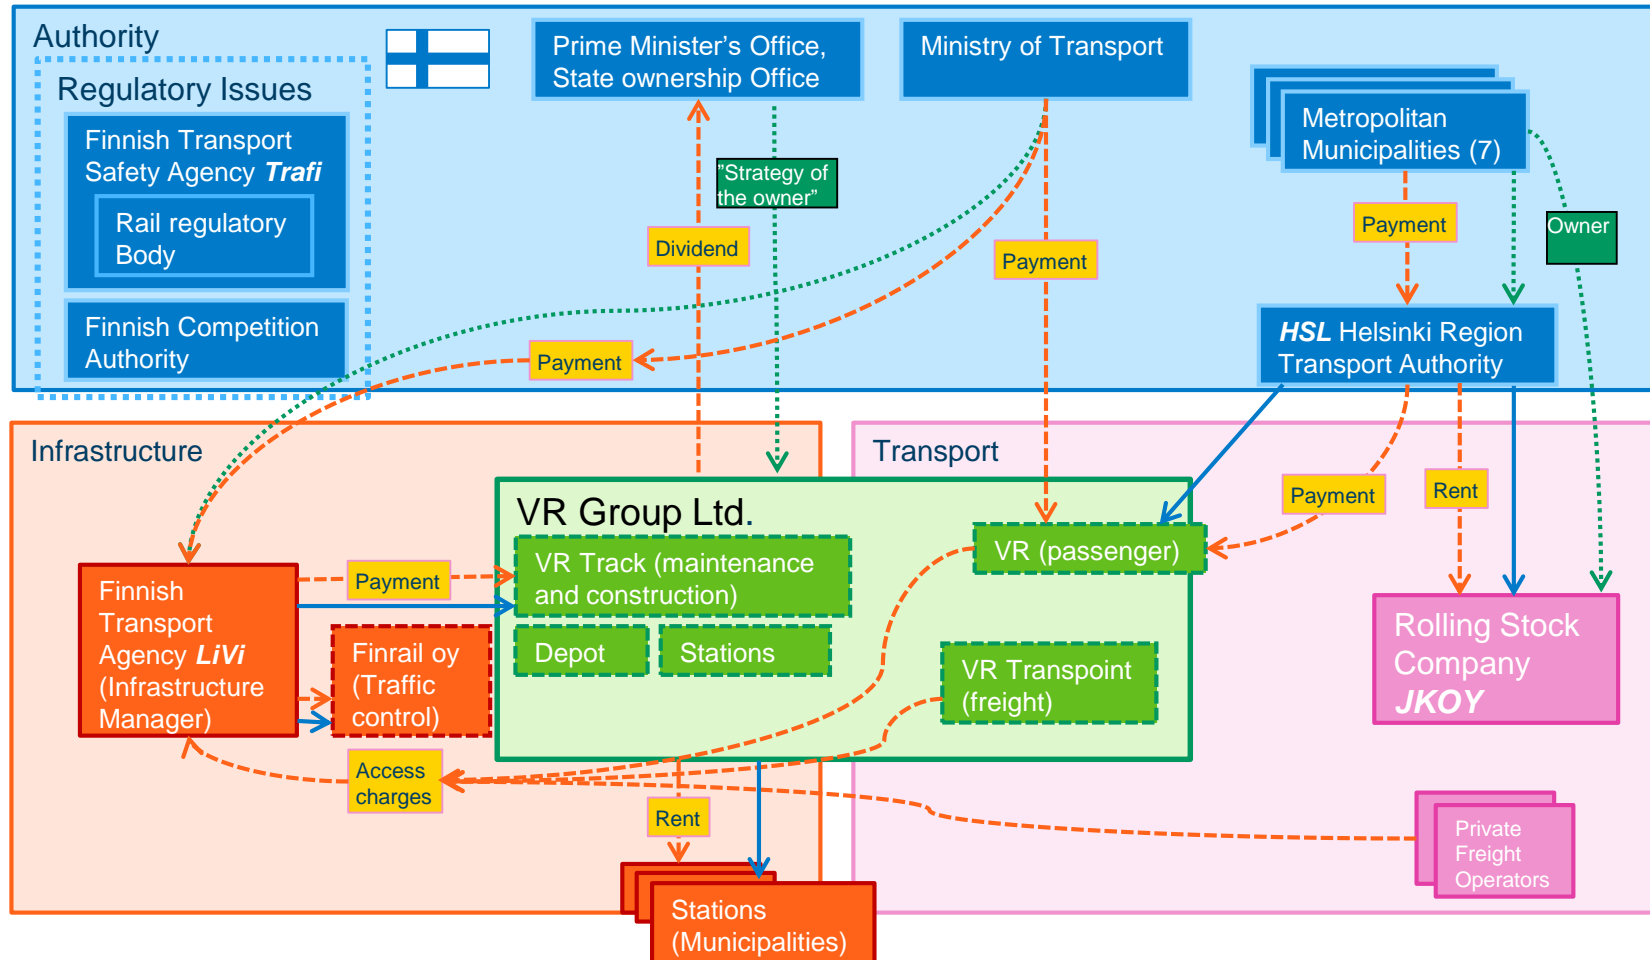 Authority
Regulatory Issues
Finnish Transport
Safety Agency Trafi
Rail regulatory
Body
Finnish Competition
Authority
Prime Minister’s Office,
State ownership Office
Ministry of Transport
Metropolitan
Municipalities (7)
”Strategy of
the owner”
Dividend
Payment
Payment
Payment
Owner
HSL Helsinki Region
Transport Authority
Infrastructure
Transport
Payment
Rent
VR Group Ltd.
VR Track (maintenance
and construction)
Depot
Stations
VR (passenger)
VR Transpoint
(freight)
Payment
Finnish
Transport
Agency LiVi
(Infrastructure
Manager)
Finrail oy
(Traffic
control)
Rolling Stock
Company
JKOY
Access
charges
Rent
Private
Freight
Operators
Stations
(Municipalities)